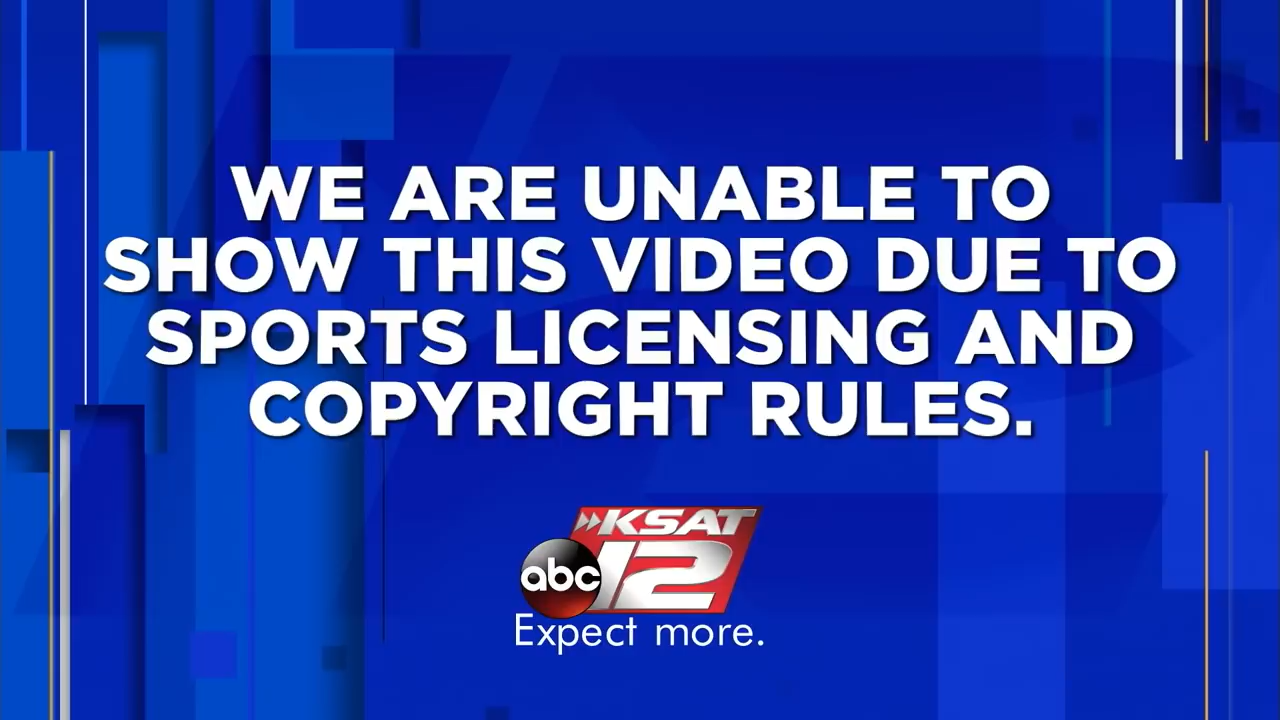 WE ARE UNABLE TO
SHOW THIS VIDEO DUE TO
SPORTS LICENSING AND
COPYRIGHT RULES.
KSAT
abc 12
Expect more.